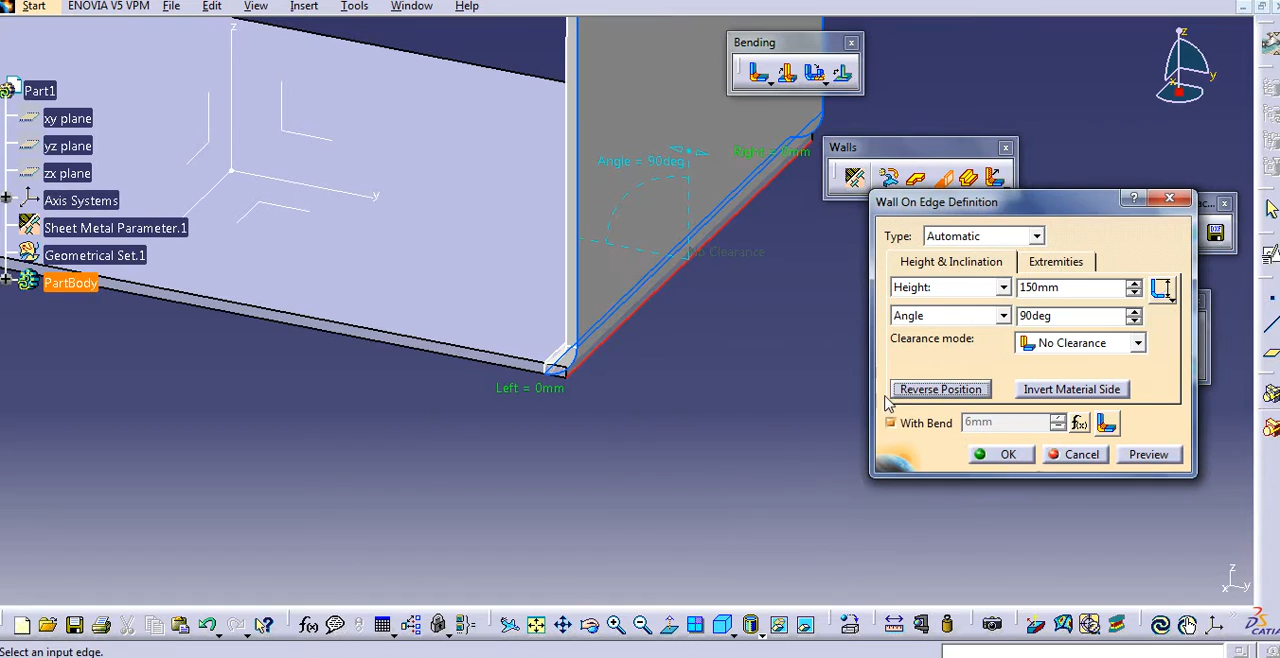 Start
ENOVIA V5 VPM
File
Edit
View
Insert
Tools
Window
Help
z
Bending
z
y
x
Part1
xy plane
yz plane
zx plane
Axis Systems
Sheet Metal Parameter.1
Geometrical Set.1
PartBody
y
Angle = 90deg
Right = 0mm
No Clearance
Left = 0mm
Walls
Wall On Edge Definition
Type:
Automatic
Height & Inclination
Extremities
Height:
150mm
Angle
90deg
Clearance mode:
No Clearance
Reverse Position
Invert Material Side
With Bend
6mm
f(x)
OK
Cancel
Preview
z
x
y
f(x)
CATIA
Select an input edge.